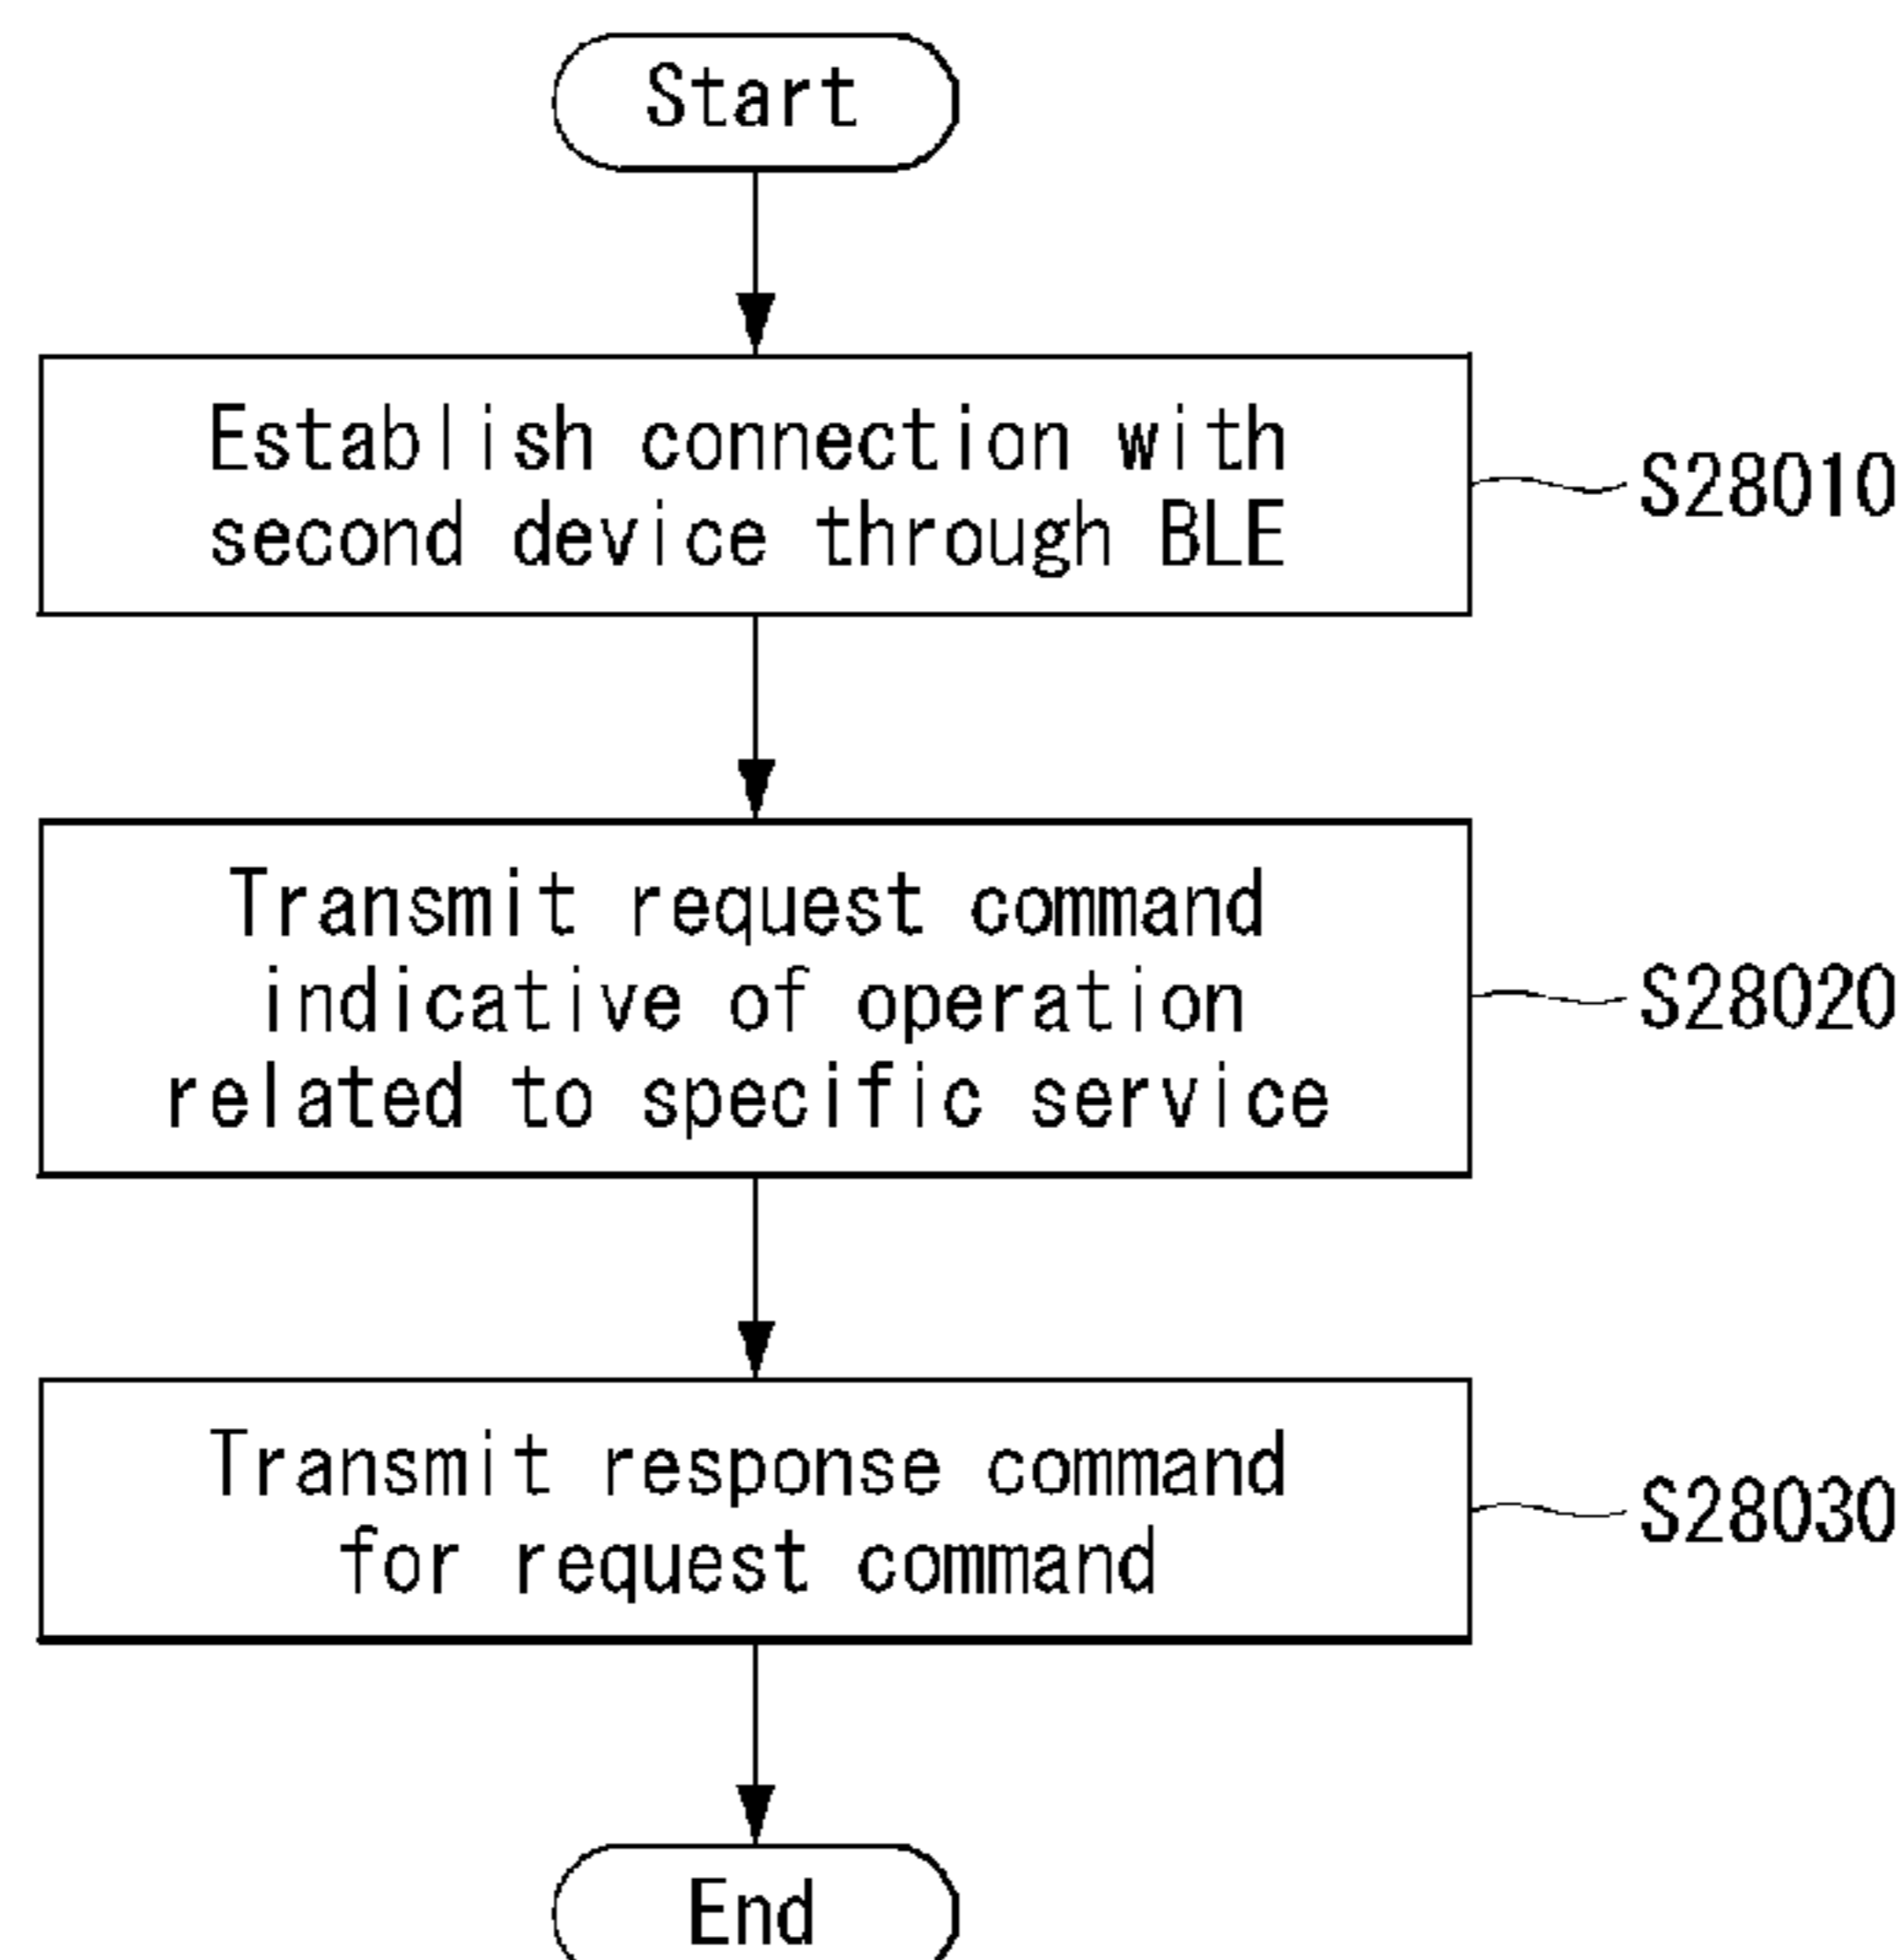 Start
Establish connection with
second device through BLE
S28010
Transmit request command
indicative of operation
related to specific service
S28020
Transmit response command
for request command
S28030
End